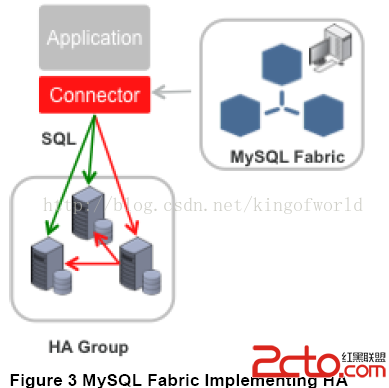 Application
Connector
SQL
MySQL Fabric
http://blog.csdn.net/kingofworld
HA Group
Figure 3 MySQL Fabric Implementing HA
2cto.com
红黑联盟